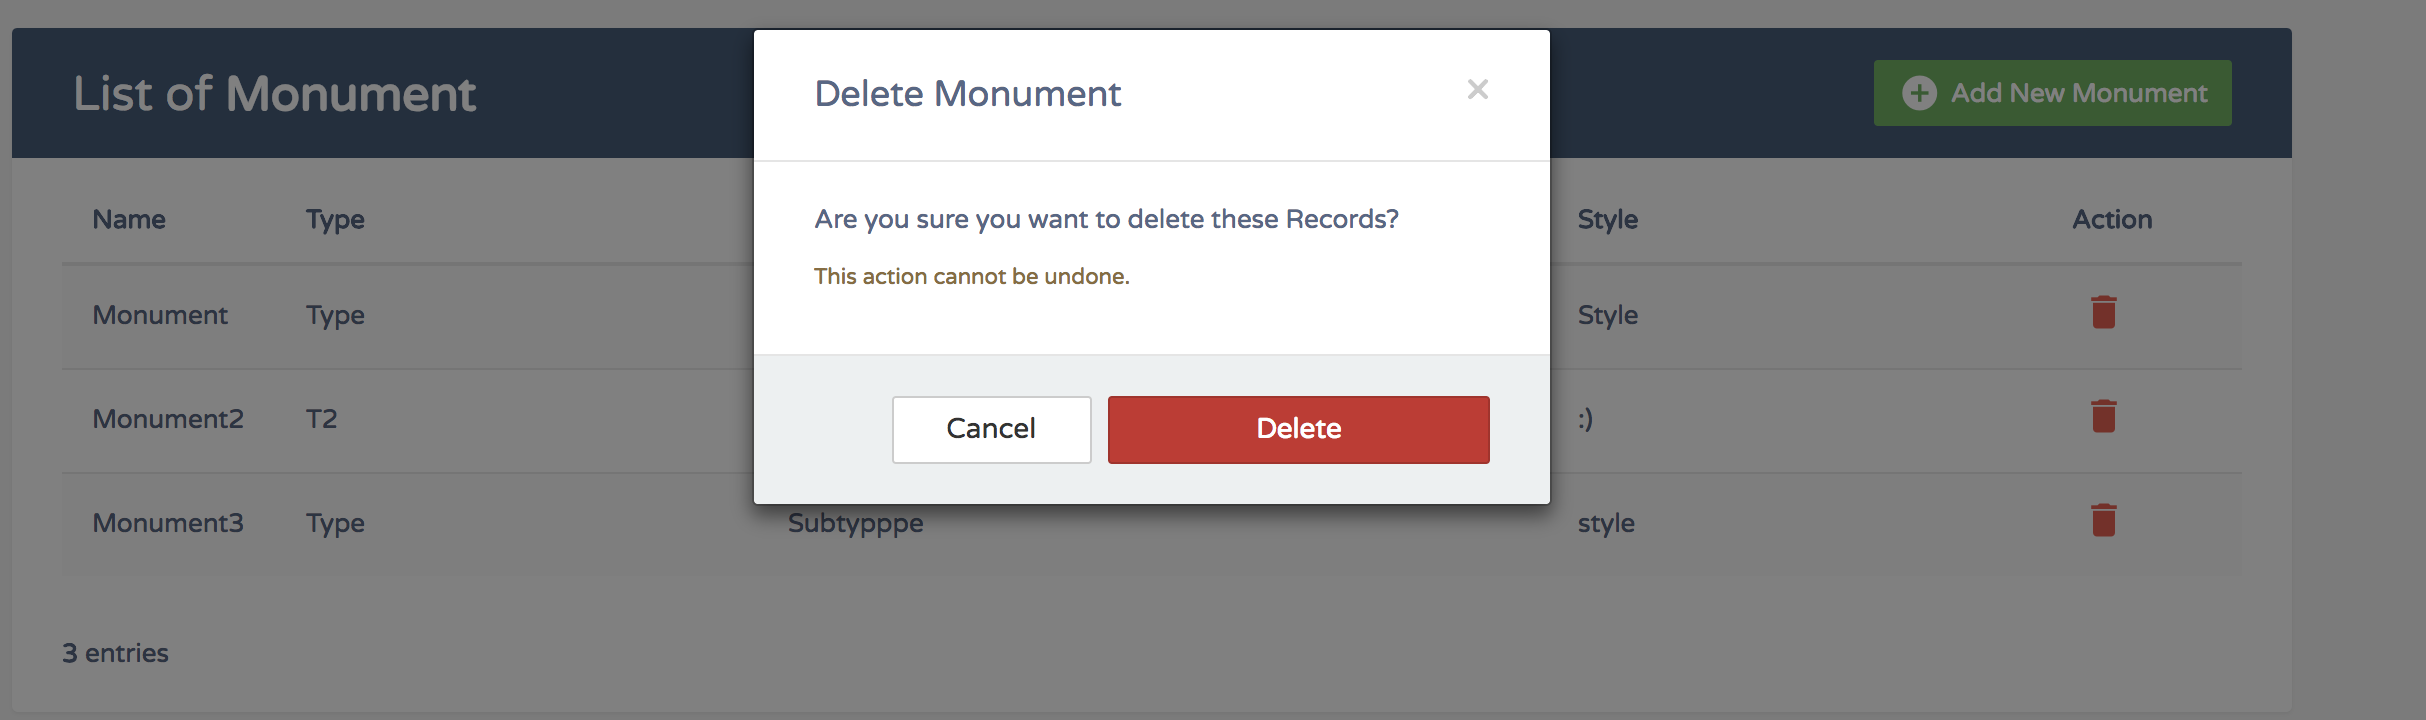 List of Monument
Add New Monument
Delete Monument
Are you sure you want to delete these Records?
This action cannot be undone.
Cancel
Delete
Name Type Style Action
Monument Type Style
Monument2 T2 :)
Monument3 Type Subtypppe style
3 entries